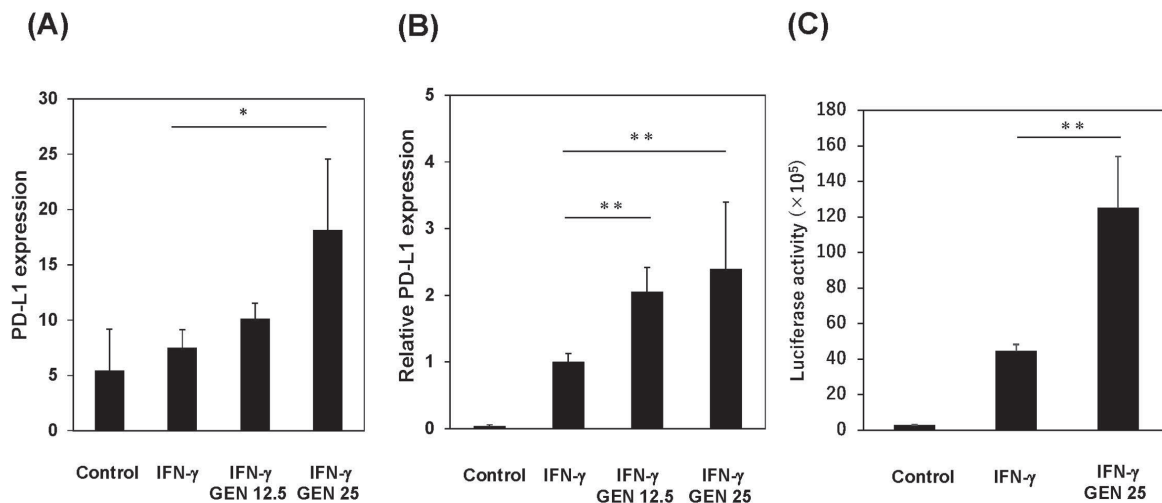 (A)
PD-L1 expression
30
25
20
15
10
5
0
*
Control
IFN-γ
IFN-γ
GEN 12.5
IFN-γ
GEN 25
(B)
Relative PD-L1 expression
5
4
3
2
1
0
**
**
Control
IFN-γ
IFN-γ
GEN 12.5
IFN-γ
GEN 25
(C)
Luciferase activity (×10⁵)
180
160
140
120
100
80
60
40
20
0
**
Control
IFN-γ
IFN-γ
GEN 25